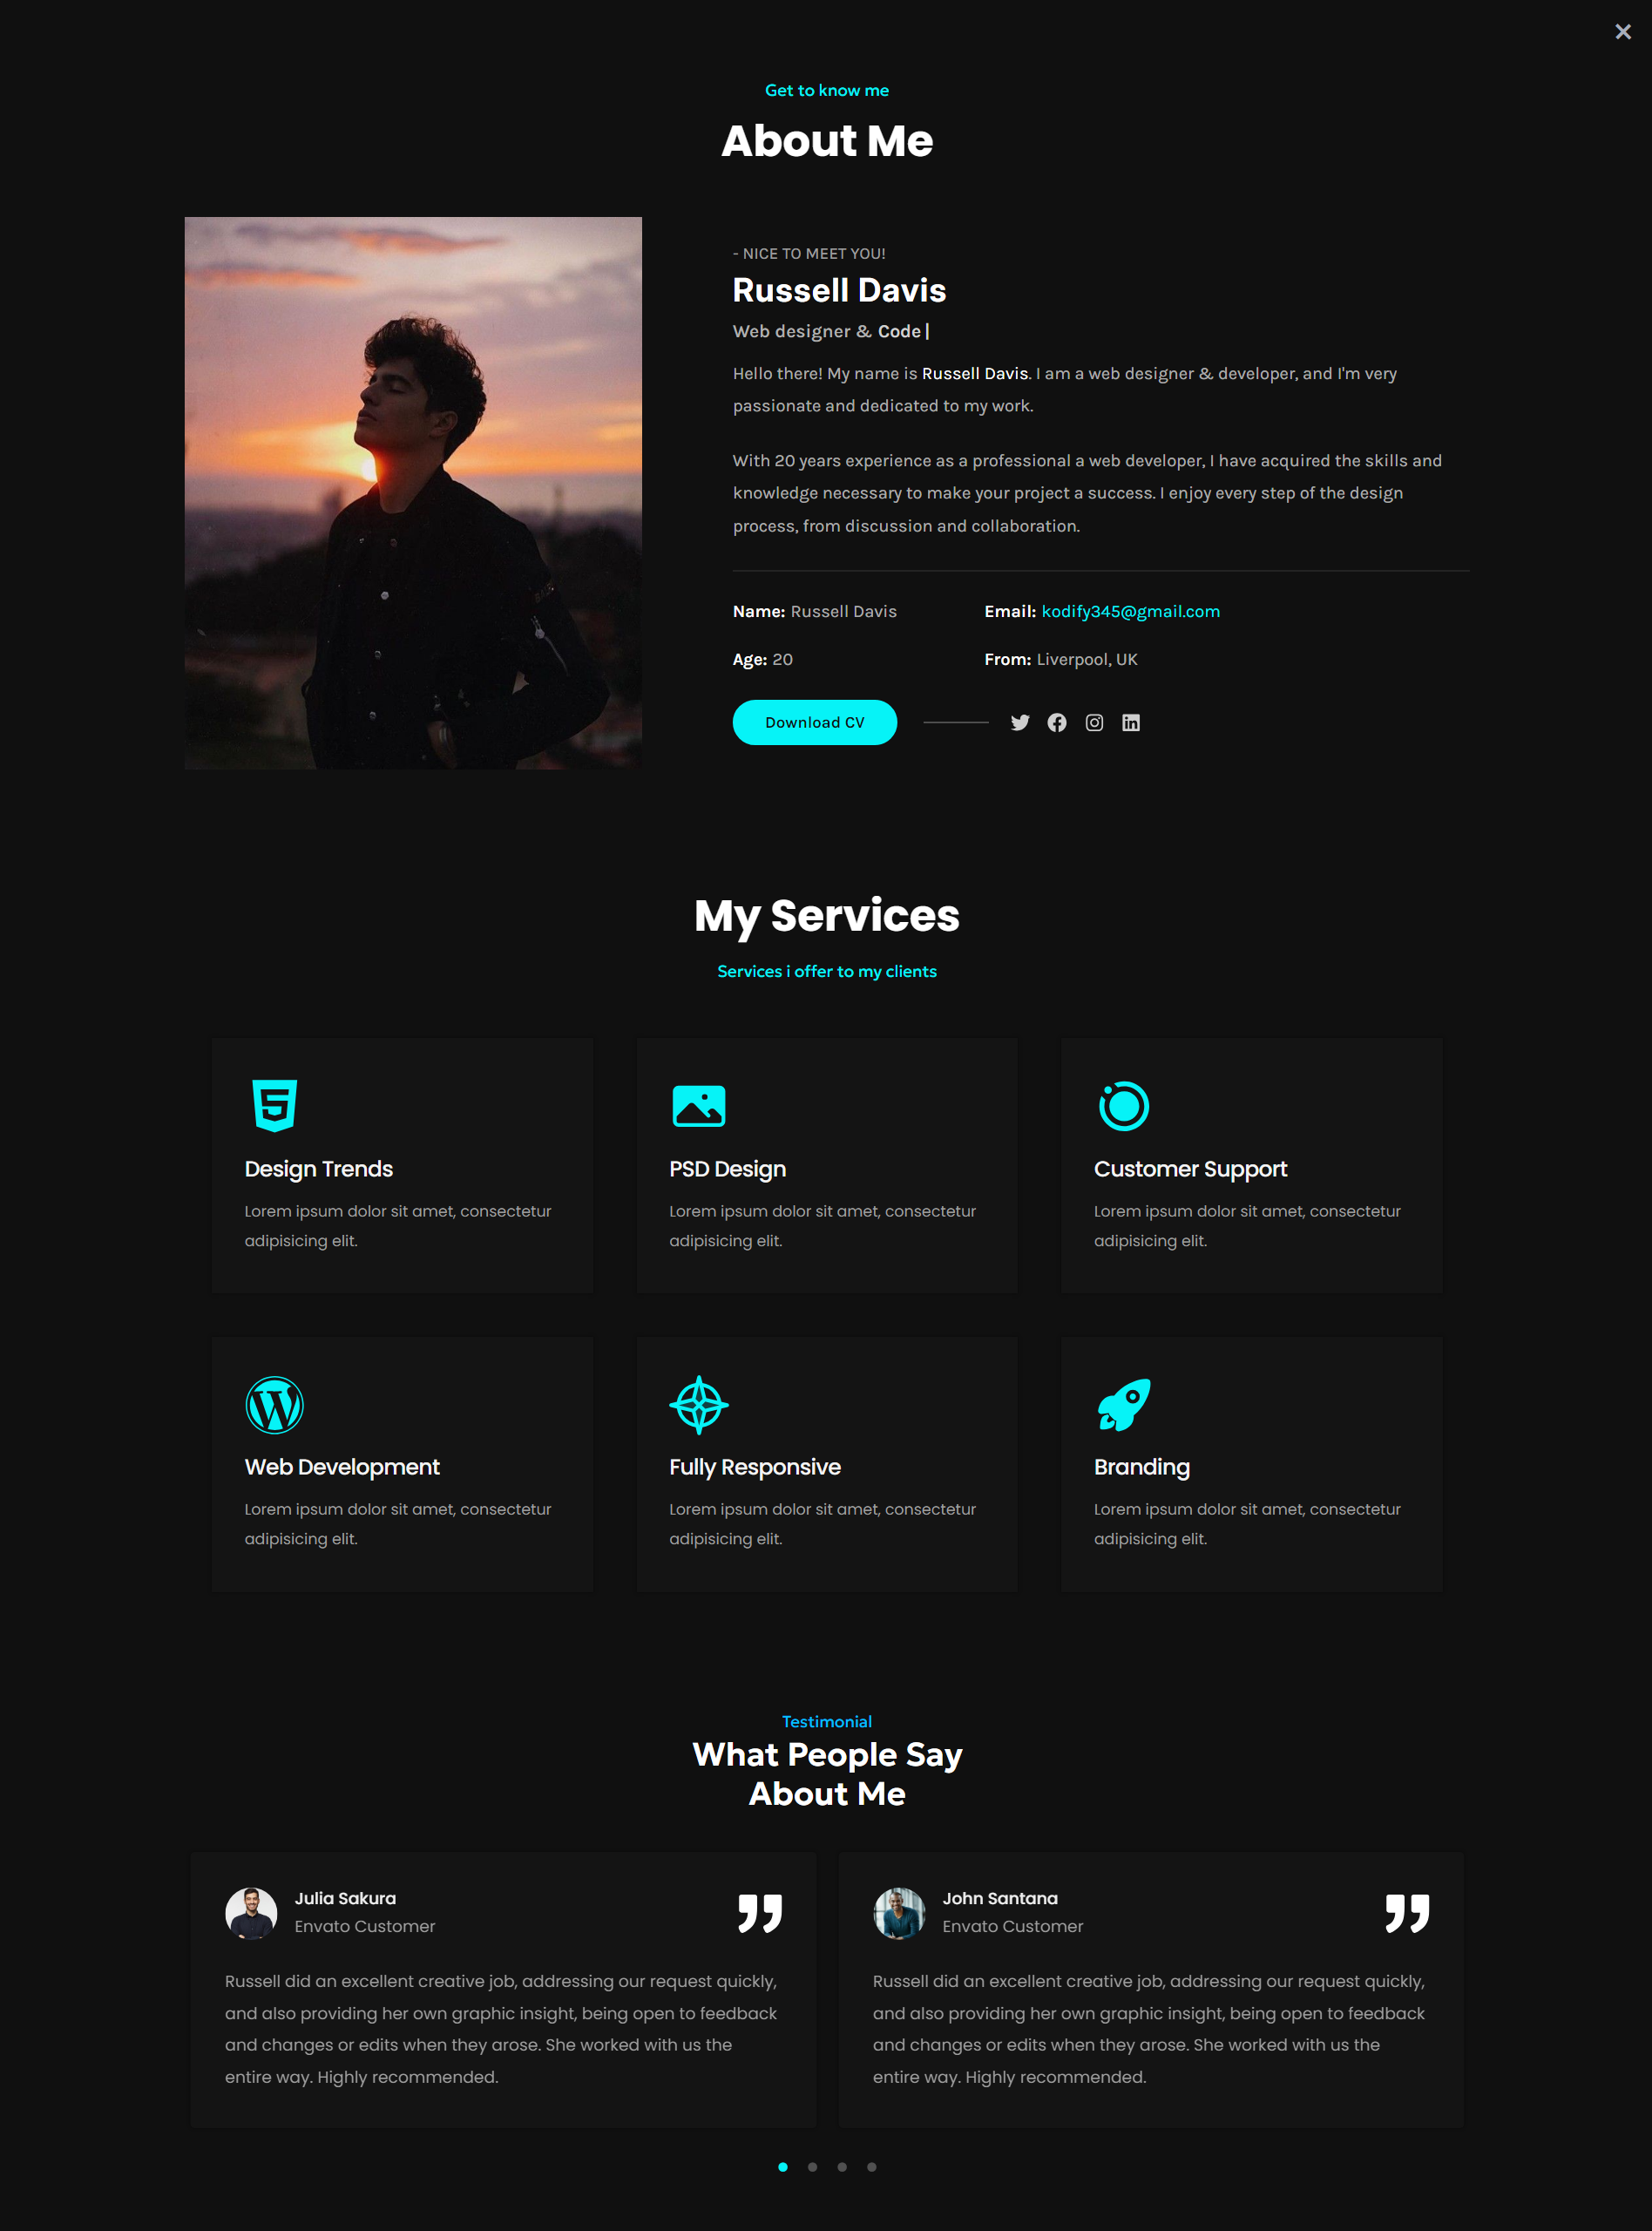 Get to know me
About Me
- NICE TO MEET YOU!
Russell Davis
Web designer & Code |
Hello there! My name is Russell Davis. I am a web designer & developer, and I'm very
passionate and dedicated to my work.
With 20 years experience as a professional a web developer, I have acquired the skills and
knowledge necessary to make your project a success. I enjoy every step of the design
process, from discussion and collaboration.
Name: Russell Davis
Email: kodify345@gmail.com
Age: 20
From: Liverpool, UK
Download CV
My Services
Services i offer to my clients
Design Trends
Lorem ipsum dolor sit amet, consectetur
adipisicing elit.
PSD Design
Lorem ipsum dolor sit amet, consectetur
adipisicing elit.
Customer Support
Lorem ipsum dolor sit amet, consectetur
adipisicing elit.
Web Development
Lorem ipsum dolor sit amet, consectetur
adipisicing elit.
Fully Responsive
Lorem ipsum dolor sit amet, consectetur
adipisicing elit.
Branding
Lorem ipsum dolor sit amet, consectetur
adipisicing elit.
Testimonial
What People Say
About Me
Julia Sakura
Envato Customer
Russell did an excellent creative job, addressing our request quickly,
and also providing her own graphic insight, being open to feedback
and changes or edits when they arose. She worked with us the
entire way. Highly recommended.
John Santana
Envato Customer
Russell did an excellent creative job, addressing our request quickly,
and also providing her own graphic insight, being open to feedback
and changes or edits when they arose. She worked with us the
entire way. Highly recommended.